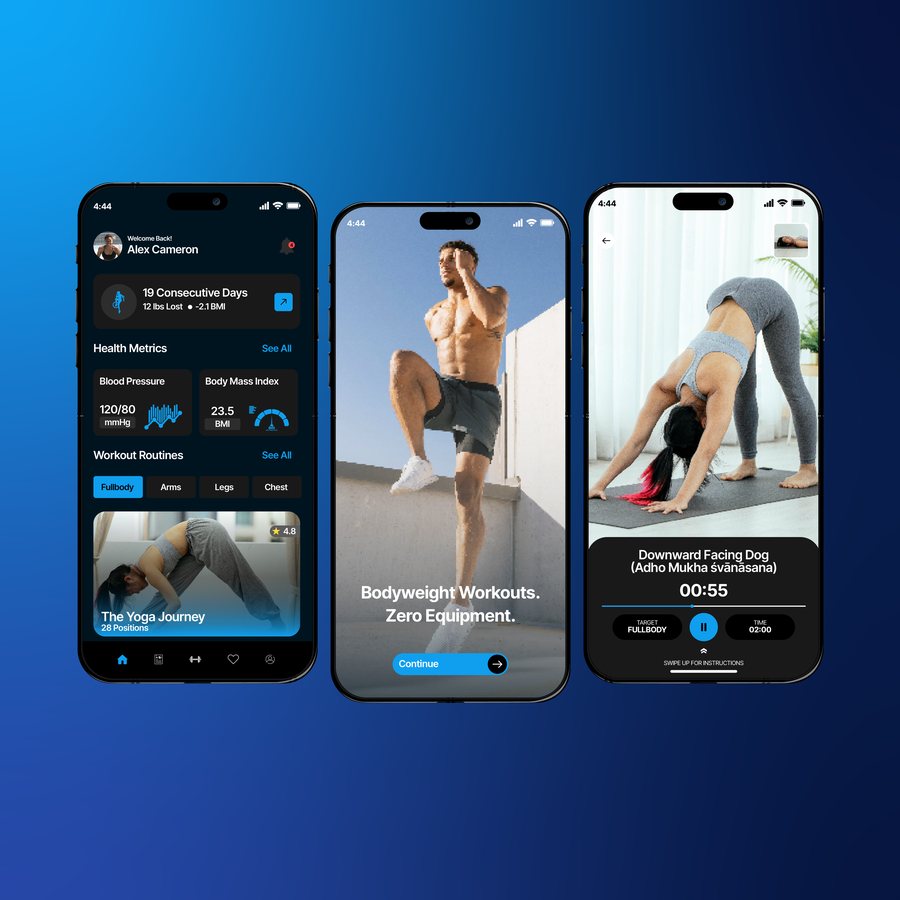 4:44
Welcome Back!
Alex Cameron
4
19 Consecutive Days
12 lbs Lost ● -2.1 BMI
Health Metrics
See All
Blood Pressure
120/80
mmHg
Body Mass Index
23.5
BMI
Workout Routines
See All
Fullbody
Arms
Legs
Chest
4.8
The Yoga Journey
28 Positions
4:44
Bodyweight Workouts.
Zero Equipment.
Continue
4:44
Downward Facing Dog
(Adho Mukha śvānāsana)
00:55
TARGET
FULLBODY
TIME
02:00
SWIPE UP FOR INSTRUCTIONS